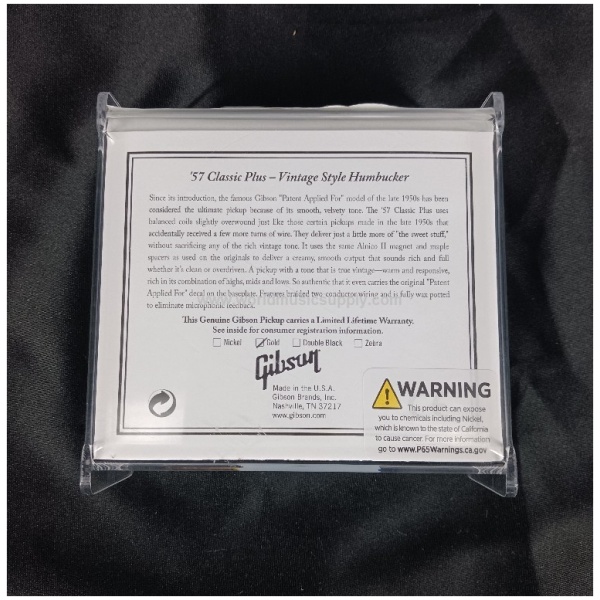 '57 Classic Plus – Vintage Style Humbucker
Since its introduction, the famous Gibson "Patent Applied For" model of the late 1950s has been
considered the ultimate pickup because of its smooth, velvety tone. The '57 Classic Plus uses
balanced coils slightly overwound just like those certain pickups made in the late 1950s that
accidentally received a few more turns of wire. They deliver just a little more of "the sweet stuff,"
without sacrificing any of the rich vintage tone. It uses the same Alnico II magnet and maple
spacers as used on the originals to deliver a creamy, smooth output that sounds rich and full
whether it's clean or overdriven. A pickup with a tone that is true vintage—warm and responsive,
rich in its combination of highs, mids and lows. So authentic that it even carries the original "Patent
Applied For" decal on the baseplate. Features braided two conductor wiring and is fully wax potted
to eliminate microphonic feedback.
This Genuine Gibson Pickup carries a Limited Lifetime Warranty.
See inside for consumer registration information.
Nickel Gold Double Black Zebra
Gibson
Made in the U.S.A.
Gibson Brands, Inc.
Nashville, TN 37217
www.gibson.com
WARNING
This product can expose
you to chemicals including Nickel,
which is known to the state of California
to cause cancer. For more information
go to www.P65Warnings.ca.gov